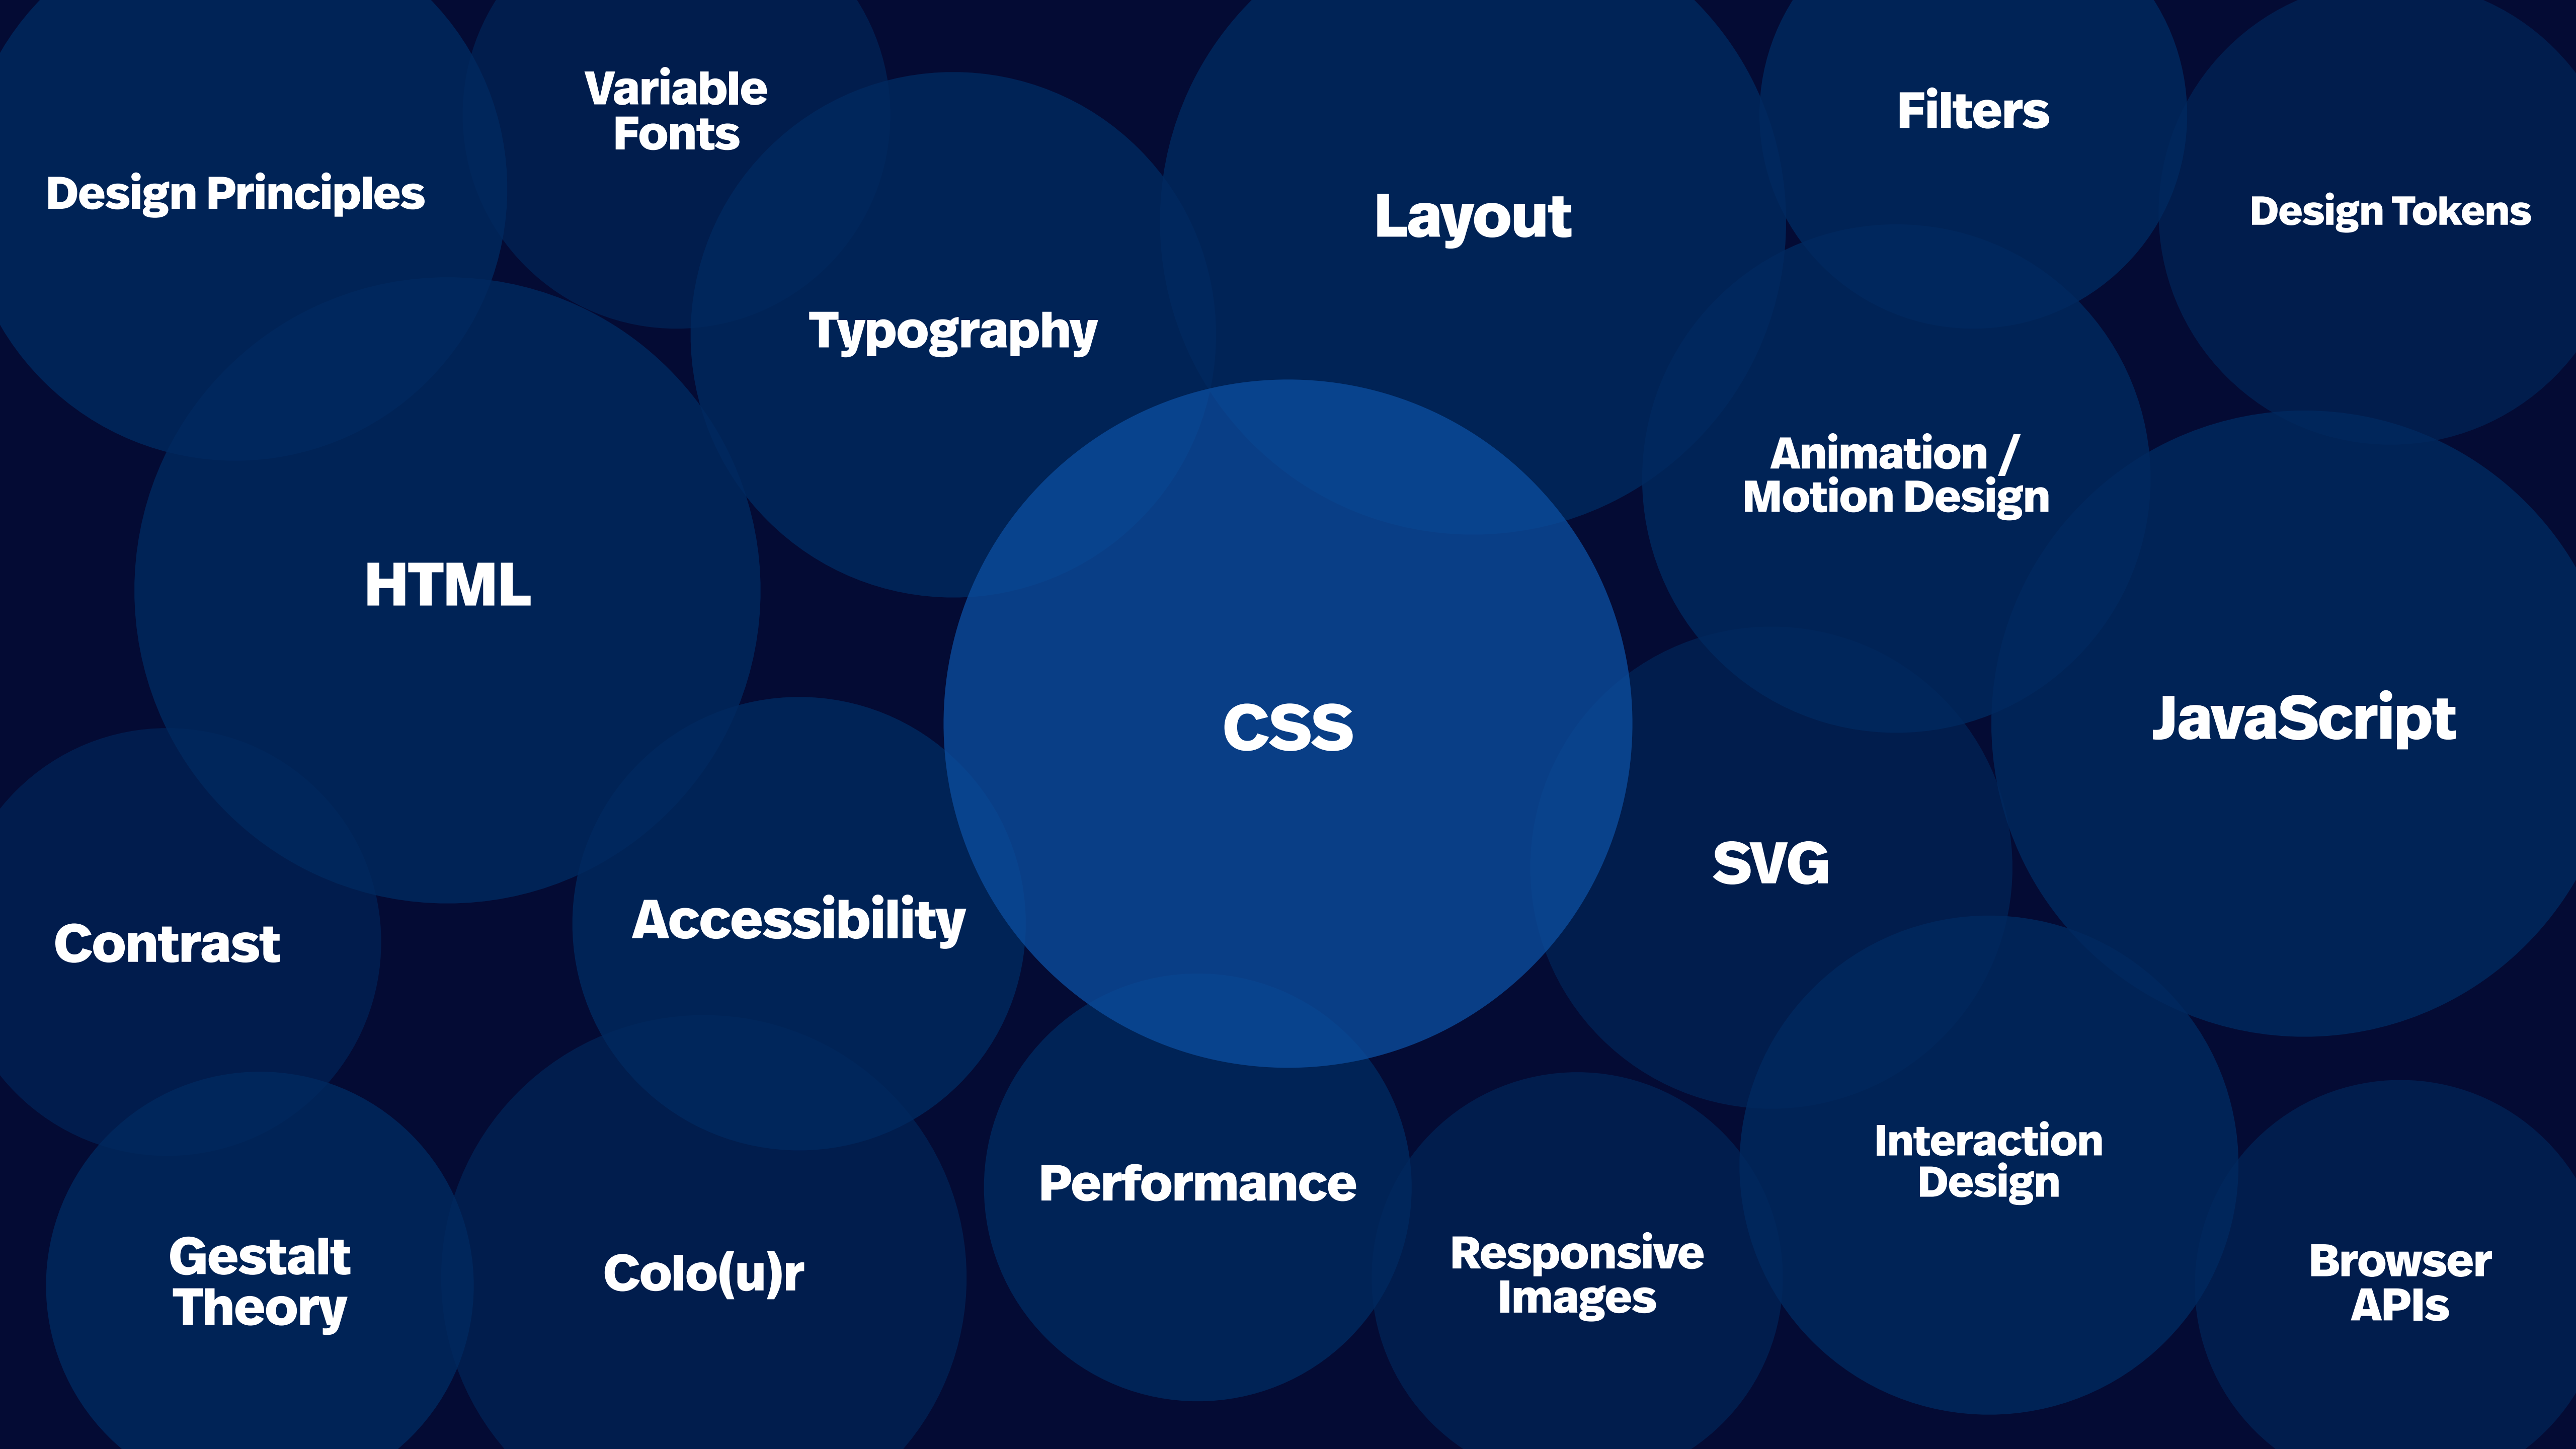 Variable
Fonts
Filters
Design Principles
Layout
Design Tokens
Typography
Animation /
Motion Design
HTML
CSS
JavaScript
SVG
Accessibility
Contrast
Performance
Interaction
Design
Gestalt
Theory
Colo(u)r
Responsive
Images
Browser
APIs